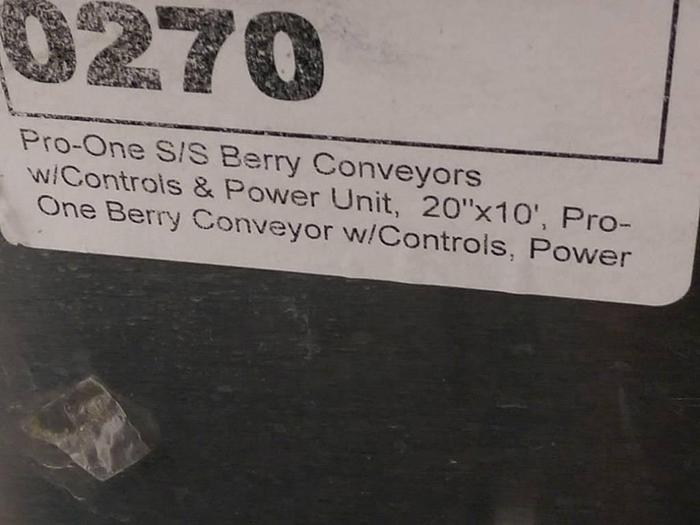 0270
Pro-One S/S Berry Conveyors
w/Controls & Power Unit, 20"x10', Pro-
One Berry Conveyor w/Controls, Power